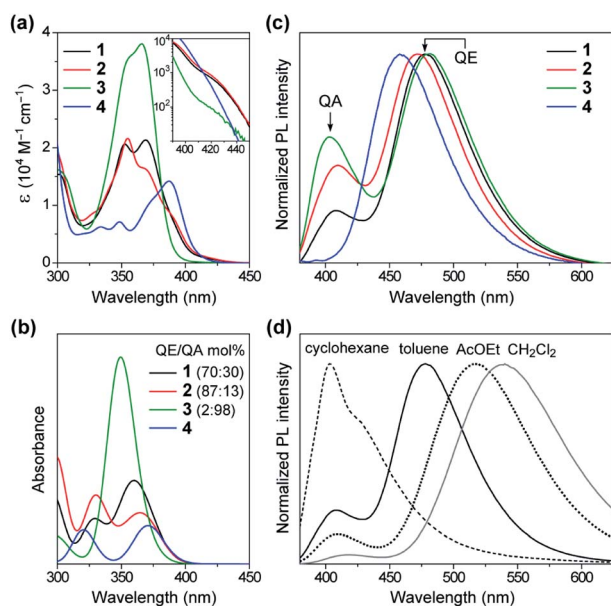 (a)
ε (10⁴ M⁻¹ cm⁻¹)
4
3
2
1
0
1
2
3
4
10⁴
10³
10²
10¹
400 420 440
300 350 400 450
Wavelength (nm)
(c)
Normalized PL intensity
1
2
3
4
QA
QE
400 450 500 550 600
Wavelength (nm)
(b)
Absorbance
QE/QA mol%
1 (70:30)
2 (87:13)
3 (2:98)
4
300 350 400 450
Wavelength (nm)
(d)
Normalized PL intensity
cyclohexane toluene AcOEt CH₂Cl₂
400 450 500 550 600
Wavelength (nm)